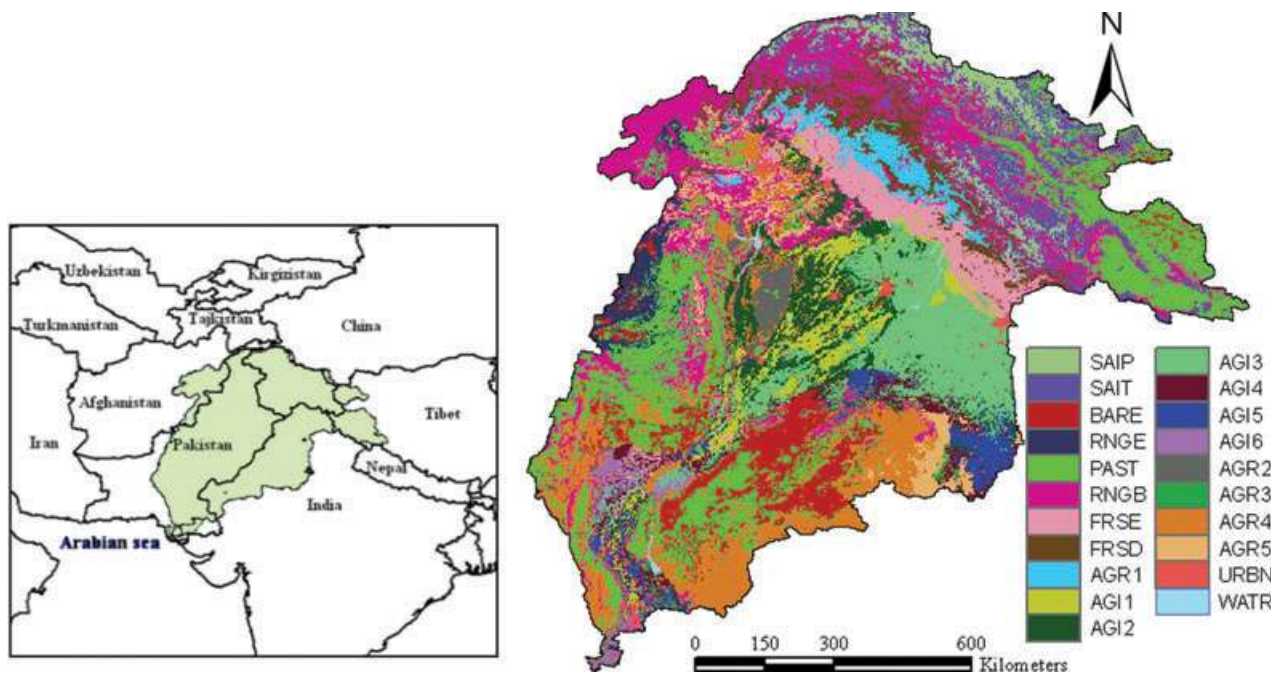 Uzbekistan
Kirgizistan
Turkmanistan
Tajkistan
China
Afghanistan
Tibet
Iran
Pakistan
Nepal
India
Arabian sea
N
SAIP
SAIT
BARE
RNGE
PAST
RNGB
FRSE
FRSD
AGR1
AGI1
AGI2
AGI3
AGI4
AGI5
AGI6
AGR2
AGR3
AGR4
AGR5
URBN
WATR
0 150 300 600
Kilometers